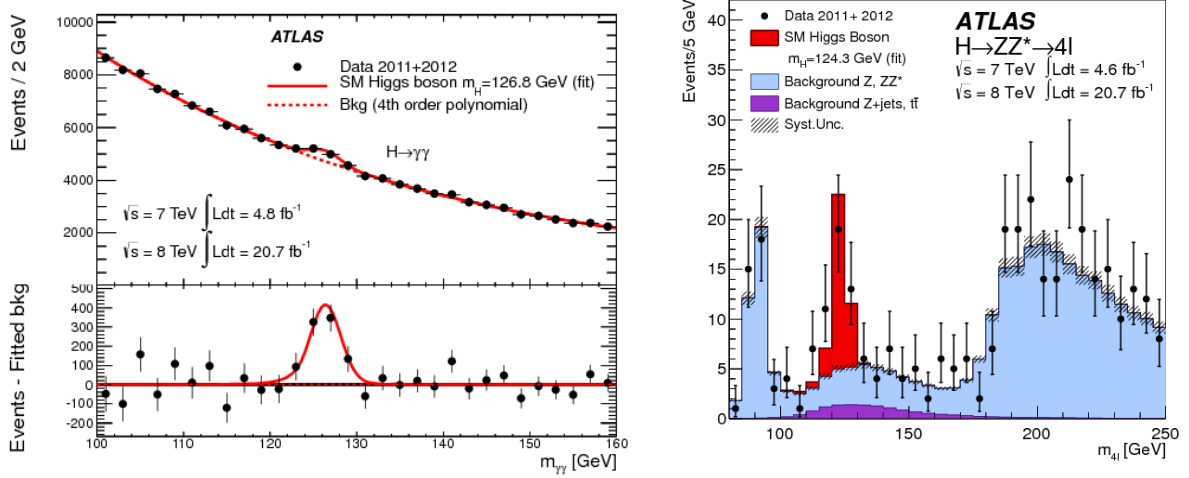 Events / 2 GeV
10000
8000
6000
4000
2000
ATLAS
Data 2011+2012
SM Higgs boson mH=126.8 GeV (fit)
Bkg (4th order polynomial)
H→γγ
√s = 7 TeV ∫Ldt = 4.8 fb⁻¹
√s = 8 TeV ∫Ldt = 20.7 fb⁻¹
Events - Fitted bkg
500
400
300
200
100
0
-100
-200
100 110 120 130 140 150 160
mγγ [GeV]
Events/5 GeV
40
35
30
25
20
15
10
5
0
Data 2011+ 2012
SM Higgs Boson
mH=124.3 GeV (fit)
Background Z, ZZ*
Background Z+jets, tt̄
Syst.Unc.
ATLAS
H→ZZ*→4l
√s = 7 TeV ∫Ldt = 4.6 fb⁻¹
√s = 8 TeV ∫Ldt = 20.7 fb⁻¹
100 150 200 250
m4l [GeV]